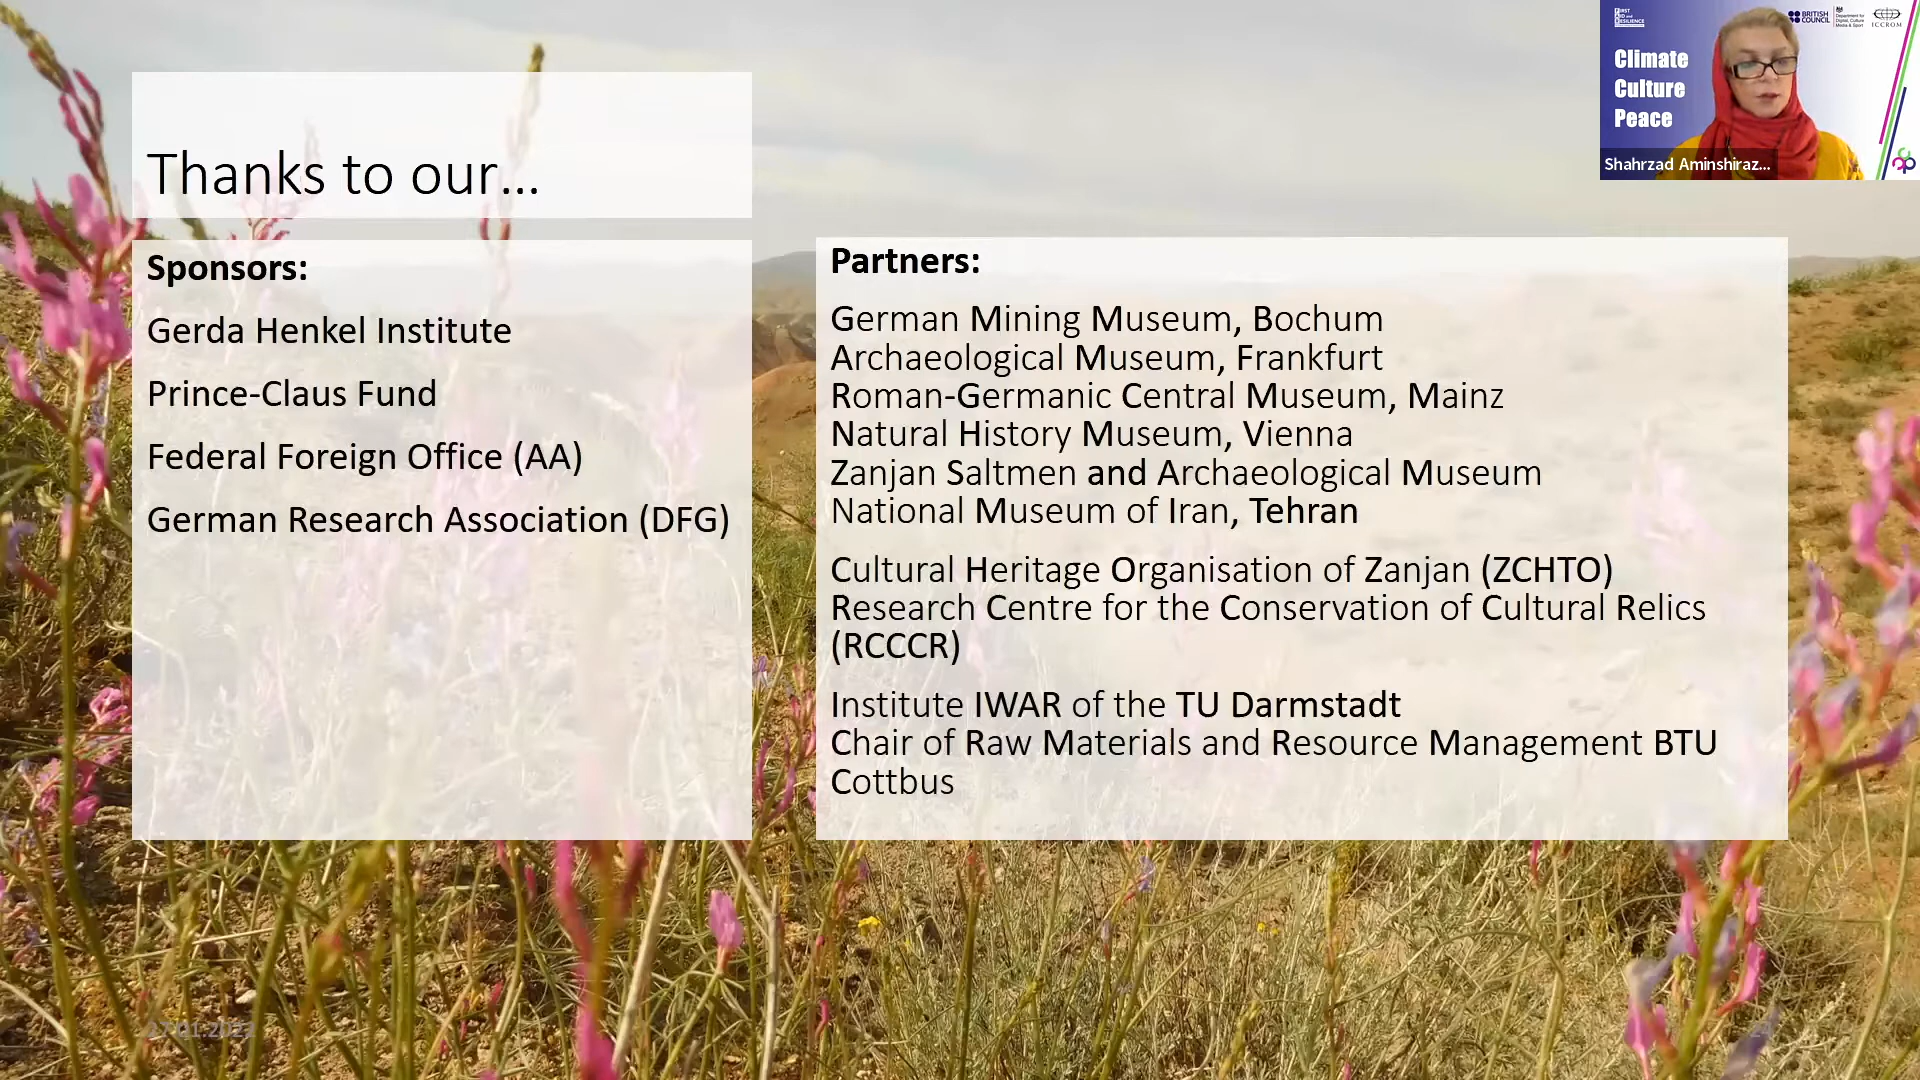 Thanks to our...
Sponsors:
Gerda Henkel Institute
Prince-Claus Fund
Federal Foreign Office (AA)
German Research Association (DFG)
Partners:
German Mining Museum, Bochum
Archaeological Museum, Frankfurt
Roman-Germanic Central Museum, Mainz
Natural History Museum, Vienna
Zanjan Saltmen and Archaeological Museum
National Museum of Iran, Tehran
Cultural Heritage Organisation of Zanjan (ZCHTO)
Research Centre for the Conservation of Cultural Relics
(RCCCR)
Institute IWAR of the TU Darmstadt
Chair of Raw Materials and Resource Management BTU
Cottbus
27.01.2022
BRITISH
COUNCIL
ICCROM
Climate
Culture
Peace
Shahrzad Aminshiraz...